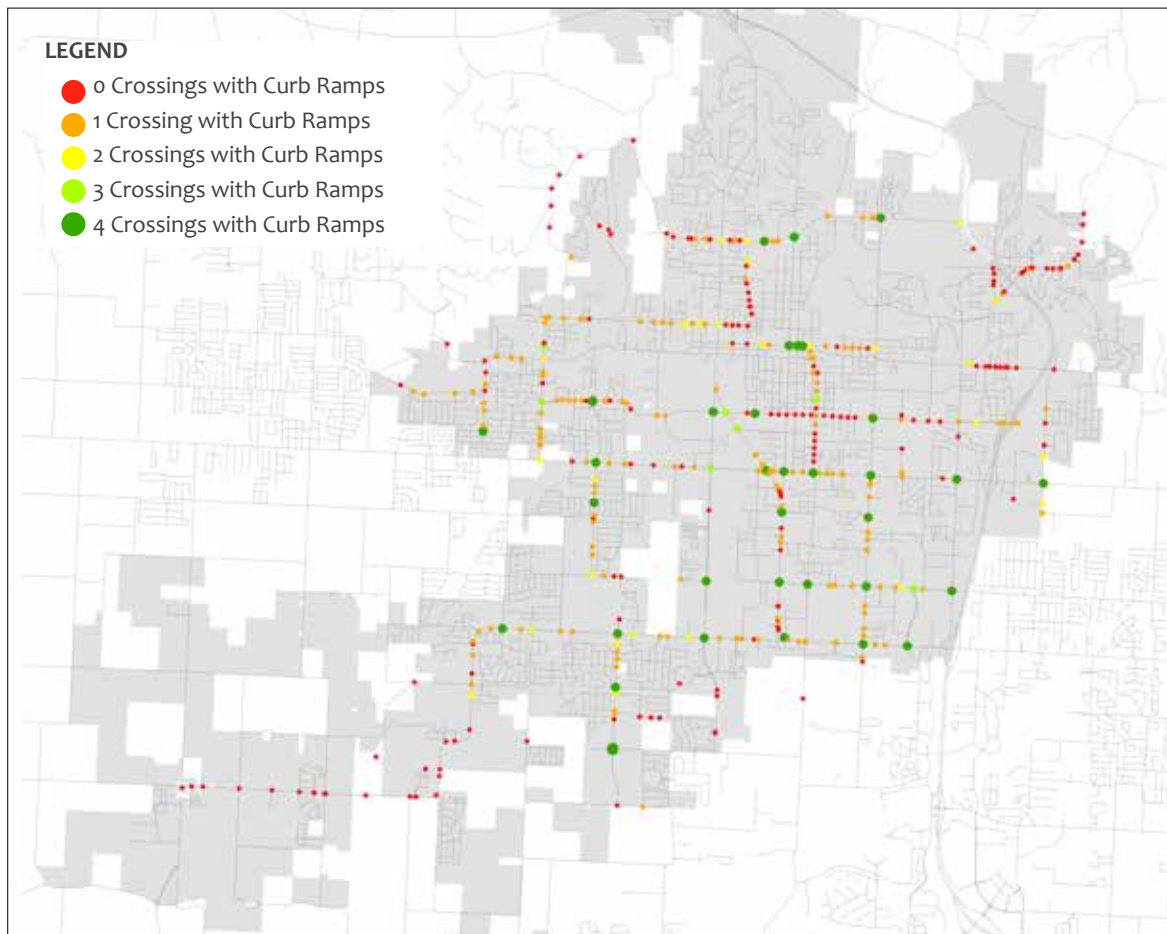 LEGEND
0 Crossings with Curb Ramps
1 Crossing with Curb Ramps
2 Crossings with Curb Ramps
3 Crossings with Curb Ramps
4 Crossings with Curb Ramps